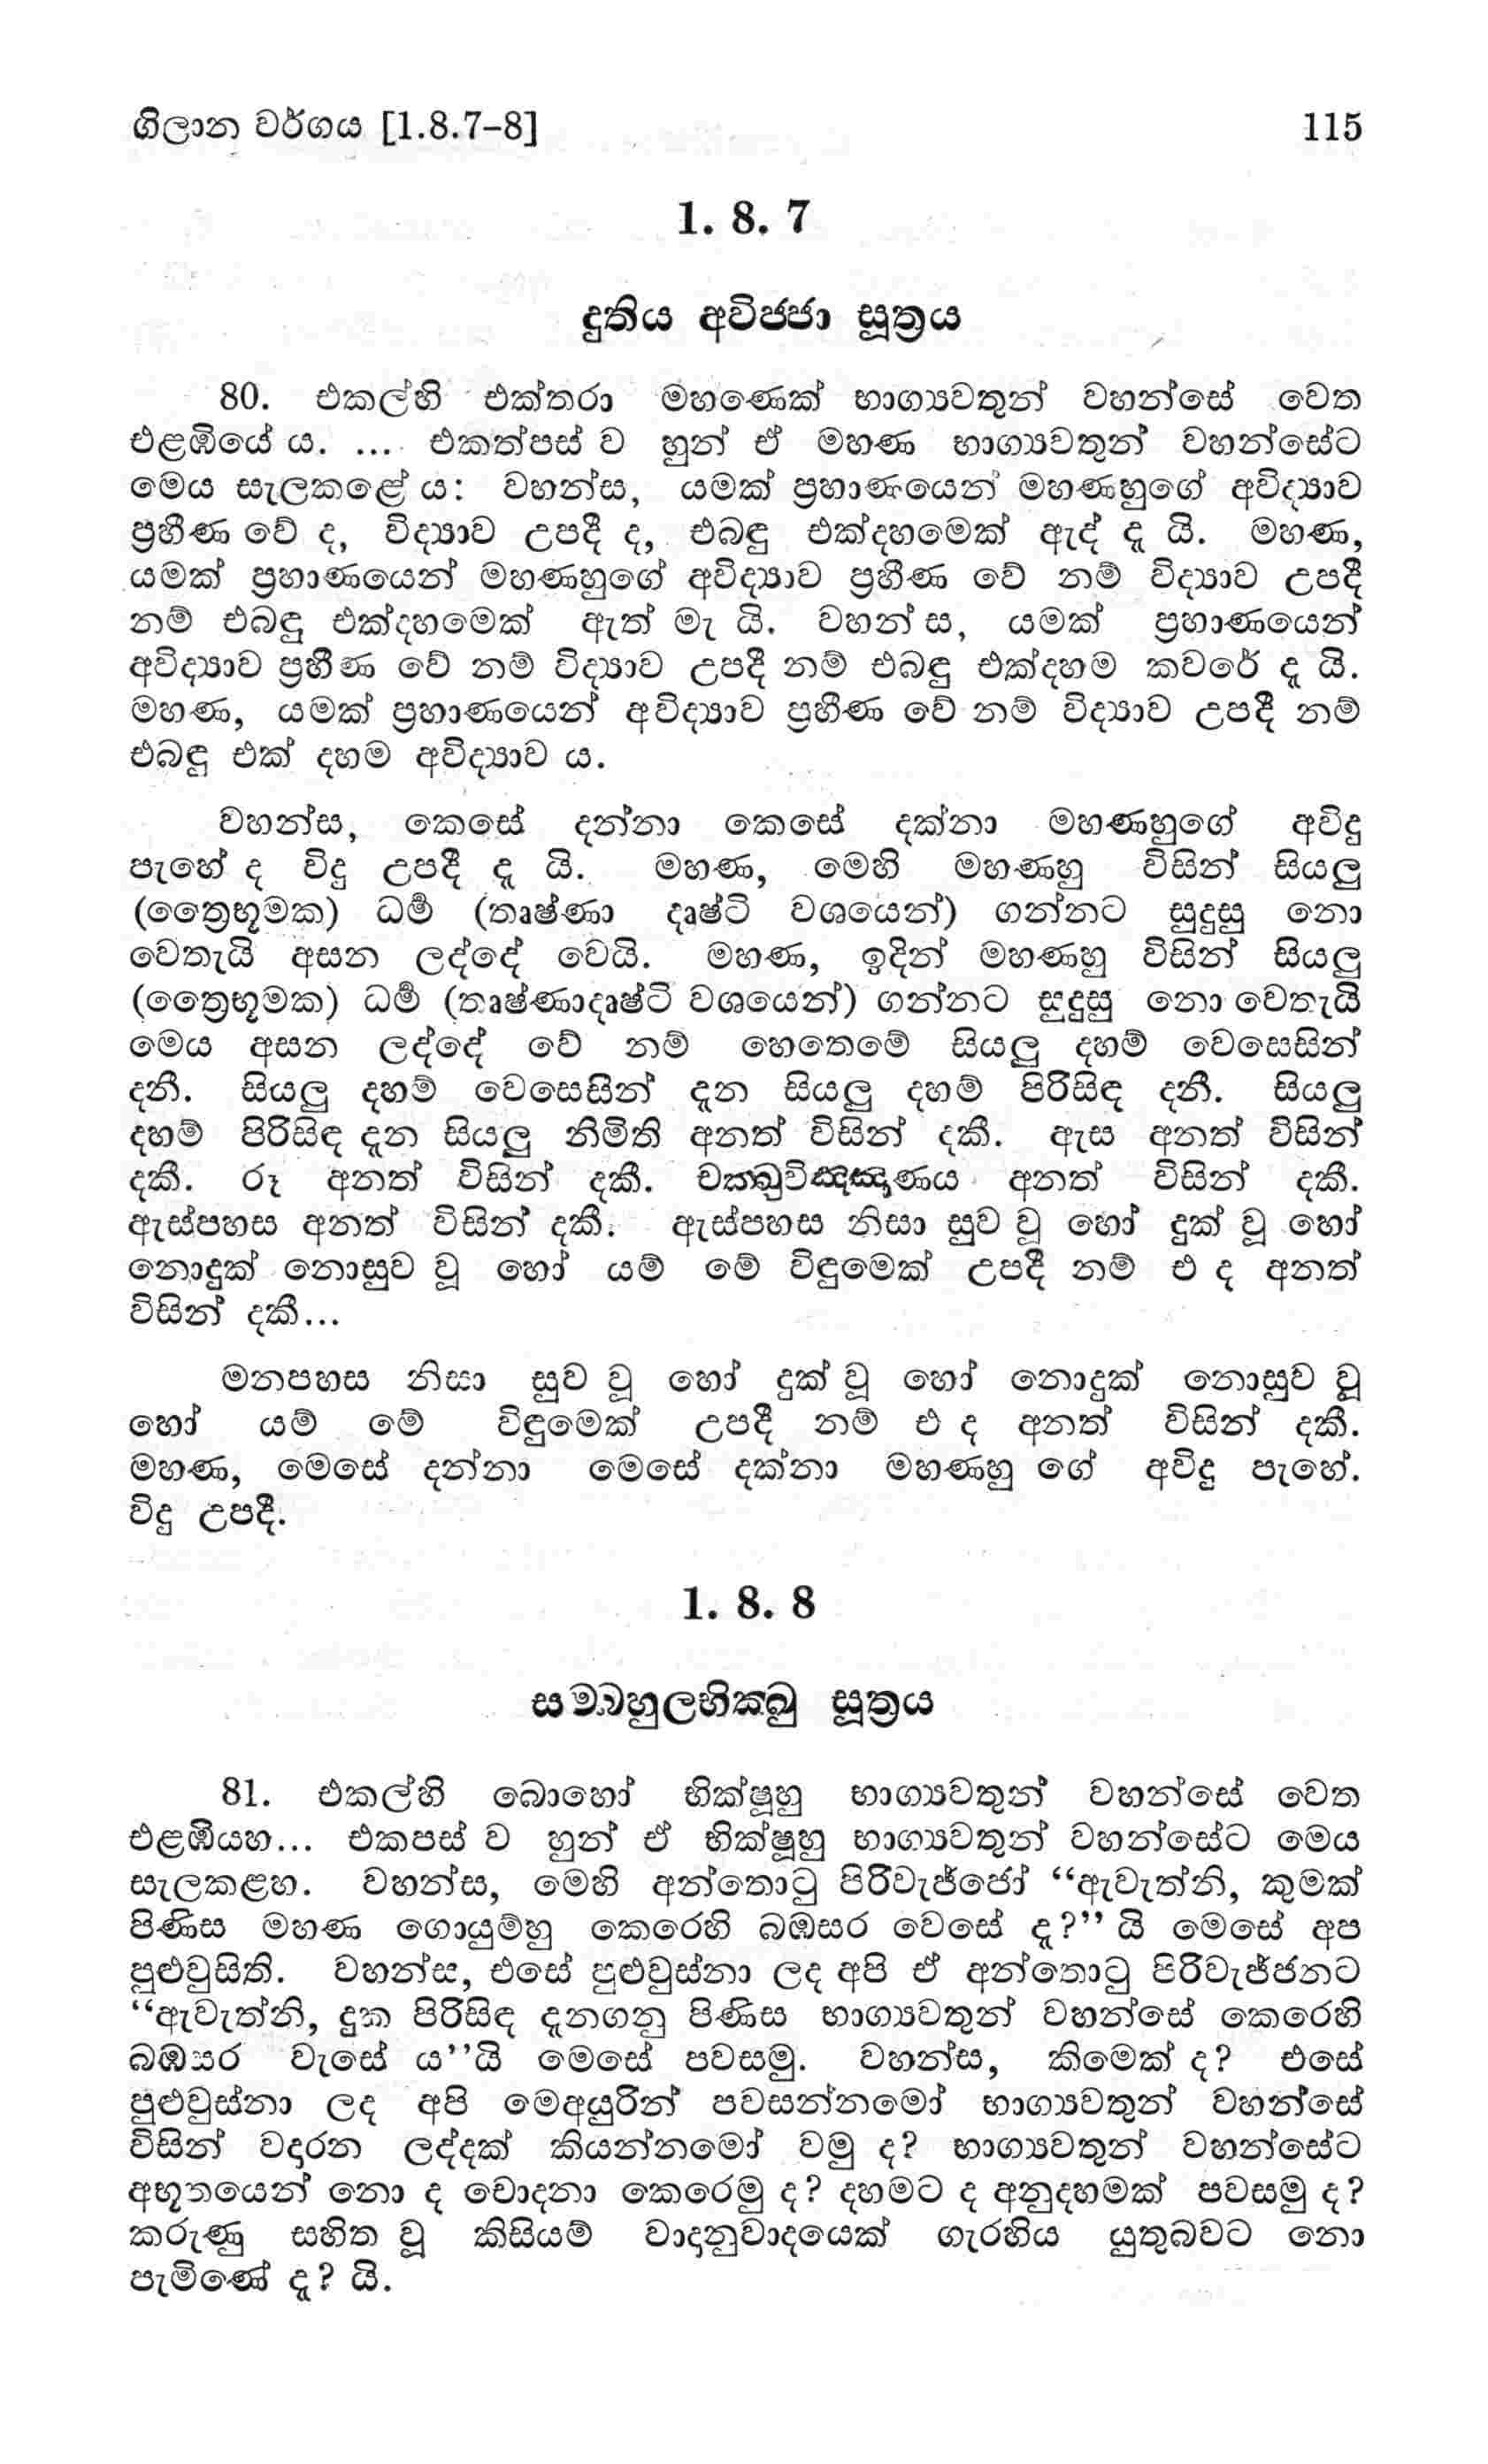 ගිලාන වර්ගය [1.8.7–8] 115
1. 8. 7
දුතිය අවිජ්ජා සූත්‍රය
80. එකල්හි එක්තරා මහණෙක් භාග්‍යවතුන් වහන්සේ වෙත
එළඹියේ ය. .... එකත්පස් ව හුන් ඒ මහණ භාග්‍යවතුන් වහන්සේට
මෙය සැලකළේ ය: වහන්ස, යමක් ප්‍රහාණයෙන් මහණහුගේ අවිද්‍යාව
ප්‍රහීණ වේ ද, විද්‍යාව උපදී ද, එබඳු එක්දහමෙක් ඇද් දැ යි. මහණ,
යමක් ප්‍රහාණයෙන් මහණහුගේ අවිද්‍යාව ප්‍රහීණ වේ නම් විද්‍යාව උපදී
නම් එබඳු එක්දහමෙක් ඇත් මැ යි. වහන් ස, යමක් ප්‍රහාණයෙන්
අවිද්‍යාව ප්‍රහීණ වේ නම් විද්‍යාව උපදී නම් එබඳු එක්දහම කවරේ දැ යි.
මහණ, යමක් ප්‍රහාණයෙන් අවිද්‍යාව ප්‍රහීණ වේ නම් විද්‍යාව උපදී නම්
එබඳු එක් දහම අවිද්‍යාව ය.
වහන්ස, කෙසේ දන්නා කෙසේ දක්නා මහණහුගේ අවිදු
පැහේ ද විදු උපදී දැ යි. මහණ, මෙහි මහණහු විසින් සියලු
(ත්‍රෛභූමක) ධර්‍ම (තෘෂ්ණා දෘෂ්ටි වශයෙන්) ගන්නට සුදුසු නො
වෙතැයි අසන ලද්දේ වෙයි. මහණ, ඉදින් මහණහු විසින් සියලු
(ත්‍රෛභූමක) ධර්‍ම (තෘෂ්ණාදෘෂ්ටි වශයෙන්) ගන්නට සුදුසු නො වෙතැයි
මෙය අසන ලද්දේ වේ නම් හෙතෙමේ සියලු දහම් වෙසෙසින්
දනී. සියලු දහම් වෙසෙසින් දැන සියලු දහම් පිරිසිඳ දනී. සියලු
දහම් පිරිසිඳ දැන සියලු නිමිති අනත් විසින් දකී. ඇස අනත් විසින්
දකී. රූ අනත් විසින් දකී. චක්‍ඛුවිඤ්ඤාණය අනත් විසින් දකී.
ඇස්පහස අනත් විසින් දකී. ඇස්පහස නිසා සුව වූ හෝ දුක් වූ හෝ
නොදුක් නොසුව වූ හෝ යම් මේ විඳුමෙක් උපදී නම් එ ද අනත්
විසින් දකී...
මනපහස නිසා සුව වූ හෝ දුක් වූ හෝ නොදුක් නොසුව වූ
හෝ යම් මේ විඳුමෙක් උපදී නම් එ ද අනත් විසින් දකී.
මහණ, මෙසේ දන්නා මෙසේ දක්නා මහණහු ගේ අවිදු පැහේ.
විදු උපදී.
1. 8. 8
සම්බහුලභික්‍ඛු සූත්‍රය
81. එකල්හි බොහෝ භික්ෂූහු භාග්‍යවතුන් වහන්සේ වෙත
එළඹියහ... එකපස් ව හුන් ඒ භික්ෂූහු භාග්‍යවතුන් වහන්සේට මෙය
සැලකළහ. වහන්ස, මෙහි අන්තොටු පිරිවැජ්ජෝ “ඇවැත්නි, කුමක්
පිණිස මහණ ගොයුම්හු කෙරෙහි බඹසර වෙසේ දැ?” යි මෙසේ අප
පුළුවුසිති. වහන්ස, එසේ පුළුවුස්නා ලද අපි ඒ අන්තොටු පිරිවැජ්ජනට
“ඇවැත්නි, දුක පිරිසිඳ දැනගනු පිණිස භාග්‍යවතුන් වහන්සේ කෙරෙහි
බඹසර වැසේ ය”යි මෙසේ පවසමු. වහන්ස, කිමෙක් ද? එසේ
පුළුවුස්නා ලද අපි මෙඅයුරින් පවසන්නමෝ භාග්‍යවතුන් වහන්සේ
විසින් වදරන ලද්දක් කියන්නමෝ වමු ද? භාග්‍යවතුන් වහන්සේට
අභූතයෙන් නො ද චොදනා කෙරෙමු ද? දහමට ද අනුදහමක් පවසමු ද?
කරුණු සහිත වූ කිසියම් වාදනුවාදයෙක් ගැරහිය යුතුබවට නො
පැමිණේ දැ? යි.